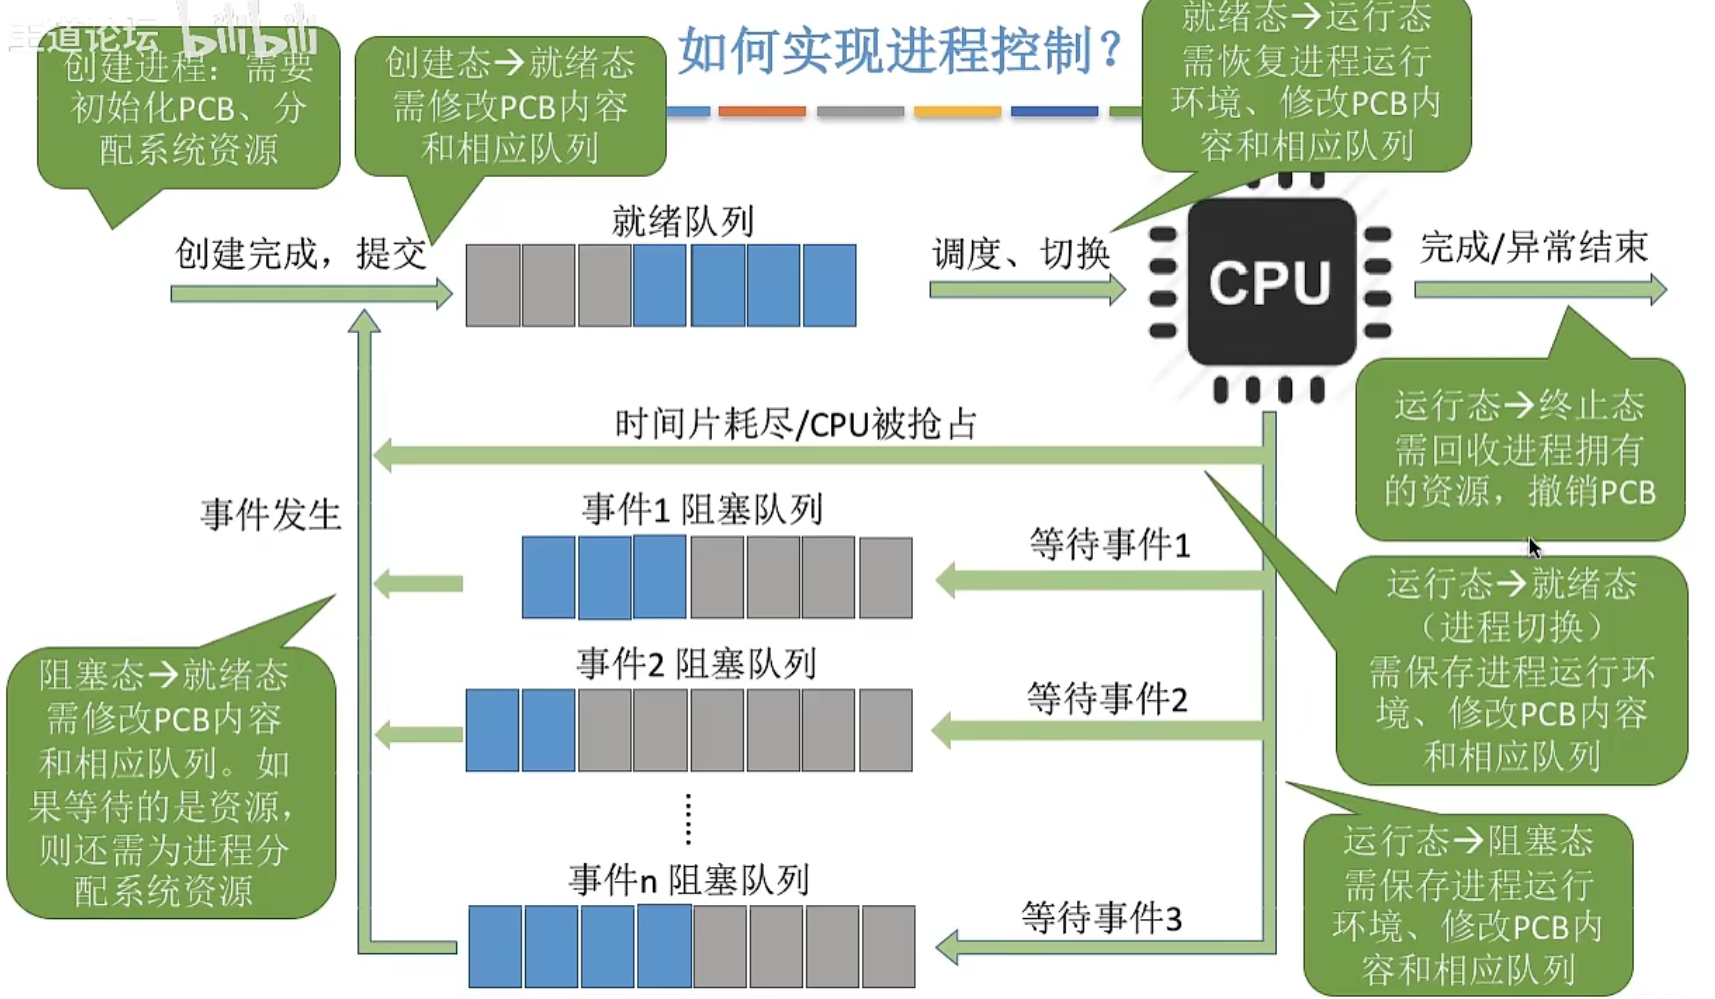 王道论坛 bilibili
如何实现进程控制？
创建进程：需要
初始化PCB、分
配系统资源
创建态→就绪态
需修改PCB内容
和相应队列
就绪态→运行态
需恢复进程运行
环境、修改PCB内
容和相应队列
创建完成，提交
就绪队列
调度、切换
CPU
完成/异常结束
运行态→终止态
需回收进程拥有
的资源，撤销PCB
时间片耗尽/CPU被抢占
事件发生
事件1 阻塞队列
等待事件1
运行态→就绪态
（进程切换）
需保存进程运行环
境、修改PCB内容
和相应队列
事件2 阻塞队列
等待事件2
阻塞态→就绪态
需修改PCB内容
和相应队列。如
果等待的是资源，
则还需为进程分
配系统资源
……
事件n 阻塞队列
等待事件3
运行态→阻塞态
需保存进程运行
环境、修改PCB内
容和相应队列